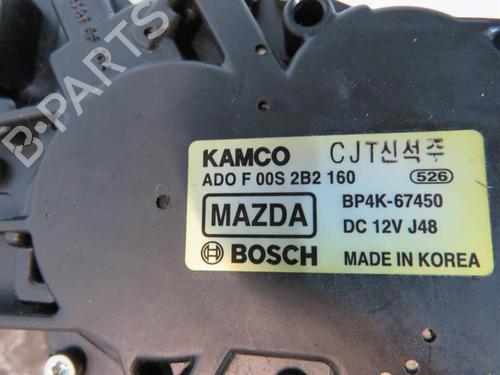 KAMCO CJT신석주
ADO F 00S 2B2 160 526
MAZDA BP4K-67450
DC 12V J48
BOSCH MADE IN KOREA
B-PARTS